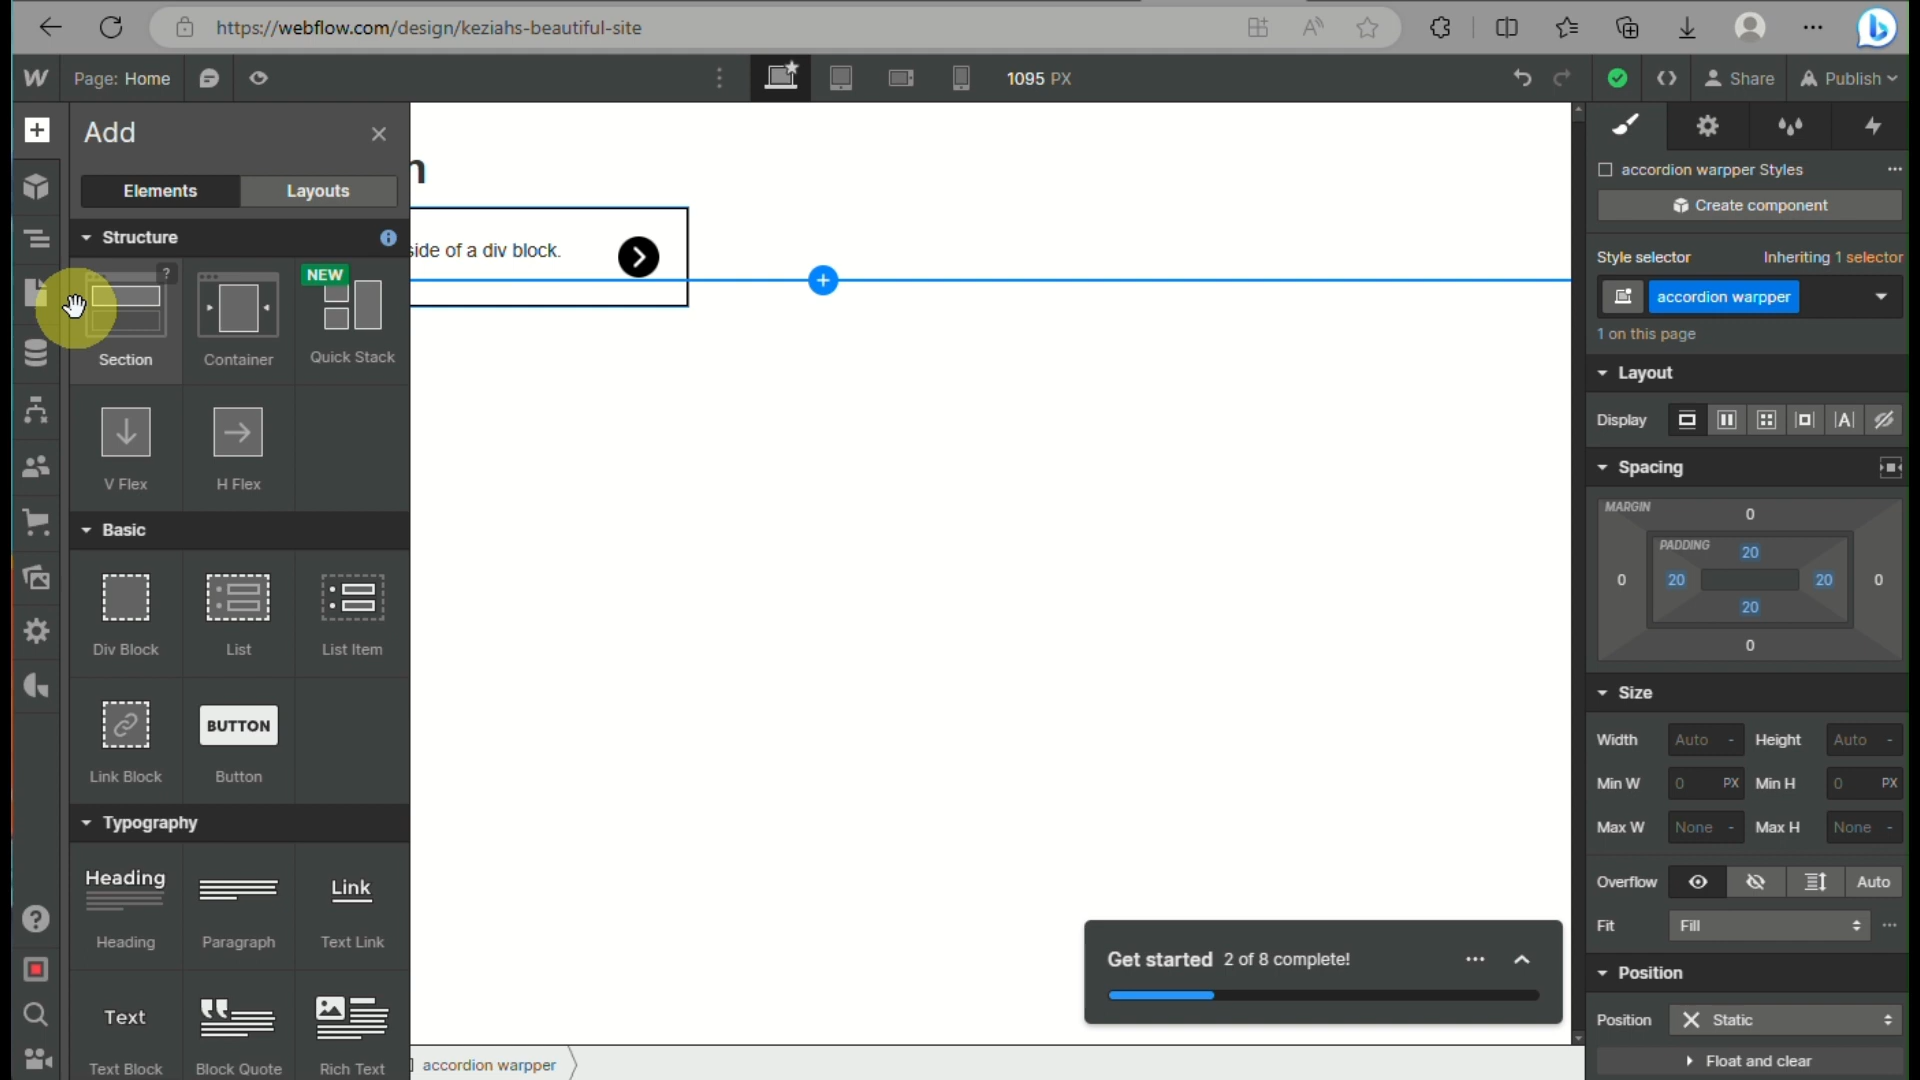 https://webflow.com/design/keziahs-beautiful-site
W Page: Home 1095 PX Share Publish
Add
Elements Layouts
Structure
NEW
?
Section Container Quick Stack
V Flex H Flex
Basic
Div Block List List Item
BUTTON
Link Block Button
Typography
Heading Link
Heading Paragraph Text Link
Text
Text Block Block Quote Rich Text
n
side of a div block.
Get started 2 of 8 complete!
accordion warpper
accordion warpper Styles
Create component
Style selector Inheriting 1 selector
accordion warpper
1 on this page
Layout
Display
Spacing
MARGIN
0
PADDING
20
0 20 20 0
20
0
Size
Width Auto - Height Auto -
Min W 0 PX Min H 0 PX
Max W None - Max H None -
Overflow Auto
Fit Fill
Position
Position Static
Float and clear